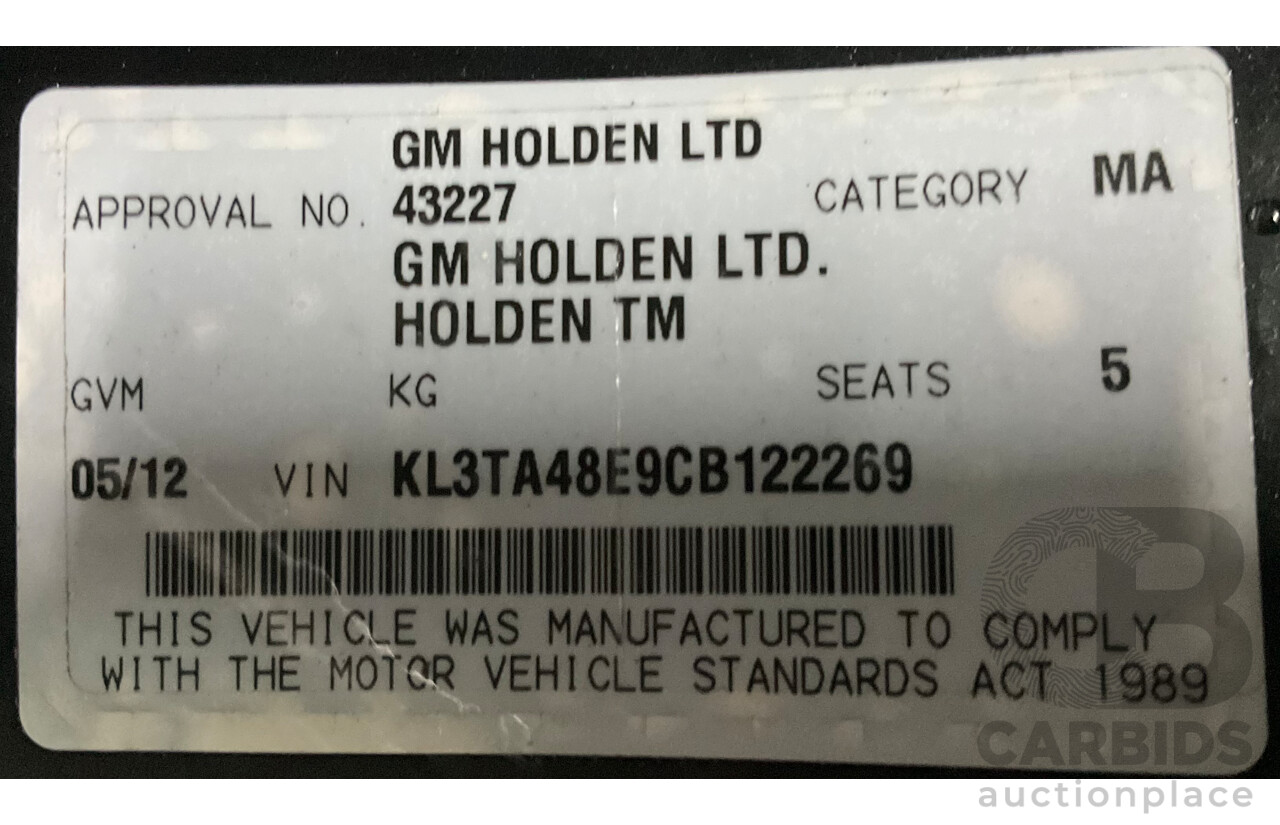 GM HOLDEN LTD
APPROVAL NO. 43227 CATEGORY MA
GM HOLDEN LTD.
HOLDEN TM
GVM KG SEATS 5
05/12 VIN KL3TA48E9CB122269
THIS VEHICLE WAS MANUFACTURED TO COMPLY
WITH THE MOTOR VEHICLE STANDARDS ACT 1989
CB
CARBIDS
auctionplace